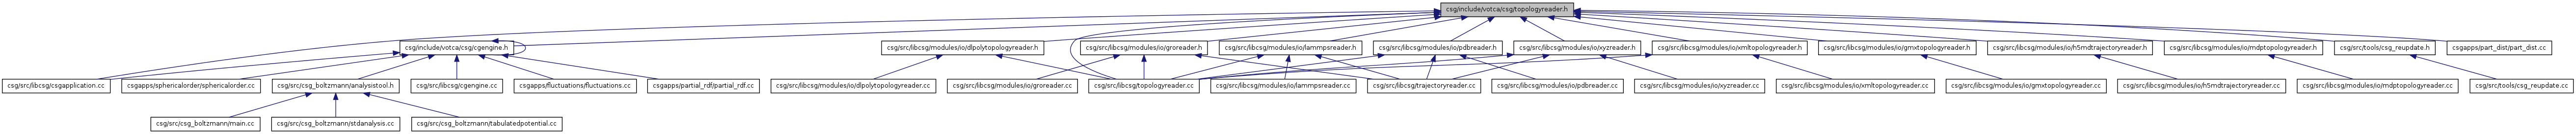 csg/include/votca/csg/topologyreader.h
csg/include/votca/csg/cgengine.h
csg/src/libcsg/modules/io/dlpolytopologyreader.h
csg/src/libcsg/modules/io/groreader.h
csg/src/libcsg/modules/io/lammpsreader.h
csg/src/libcsg/modules/io/pdbreader.h
csg/src/libcsg/modules/io/xyzreader.h
csg/src/libcsg/modules/io/xmltopologyreader.h
csg/src/libcsg/modules/io/gmxtopologyreader.h
csg/src/libcsg/modules/io/h5mdtrajectoryreader.h
csg/src/libcsg/modules/io/mdptopologyreader.h
csg/src/tools/csg_reupdate.h
csgapps/part_dist/part_dist.cc
csg/src/libcsg/csgapplication.cc
csgapps/sphericalorder/sphericalorder.cc
csg/src/csg_boltzmann/analysistool.h
csg/src/libcsg/cgengine.cc
csgapps/fluctuations/fluctuations.cc
csgapps/partial_rdf/partial_rdf.cc
csg/src/libcsg/modules/io/dlpolytopologyreader.cc
csg/src/libcsg/modules/io/groreader.cc
csg/src/libcsg/topologyreader.cc
csg/src/libcsg/modules/io/lammpsreader.cc
csg/src/libcsg/trajectoryreader.cc
csg/src/libcsg/modules/io/pdbreader.cc
csg/src/libcsg/modules/io/xyzreader.cc
csg/src/libcsg/modules/io/xmltopologyreader.cc
csg/src/libcsg/modules/io/gmxtopologyreader.cc
csg/src/libcsg/modules/io/h5mdtrajectoryreader.cc
csg/src/libcsg/modules/io/mdptopologyreader.cc
csg/src/tools/csg_reupdate.cc
csg/src/csg_boltzmann/main.cc
csg/src/csg_boltzmann/stdanalysis.cc
csg/src/csg_boltzmann/tabulatedpotential.cc